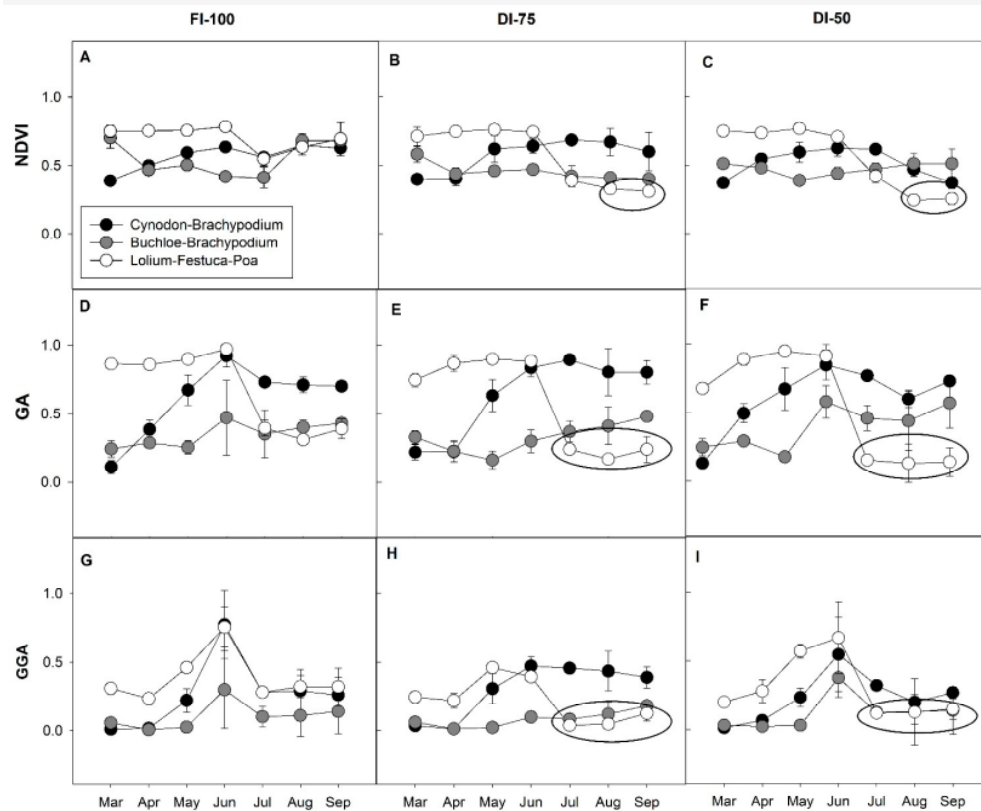 FI-100 DI-75 DI-50
A B C
NDVI
1.0
0.5
0.0
Cynodon-Brachypodium
Buchloe-Brachypodium
Lolium-Festuca-Poa
D E F
GA
1.0
0.5
0.0
G H I
GGA
1.0
0.5
0.0
Mar Apr May Jun Jul Aug Sep Mar Apr May Jun Jul Aug Sep Mar Apr May Jun Jul Aug Sep